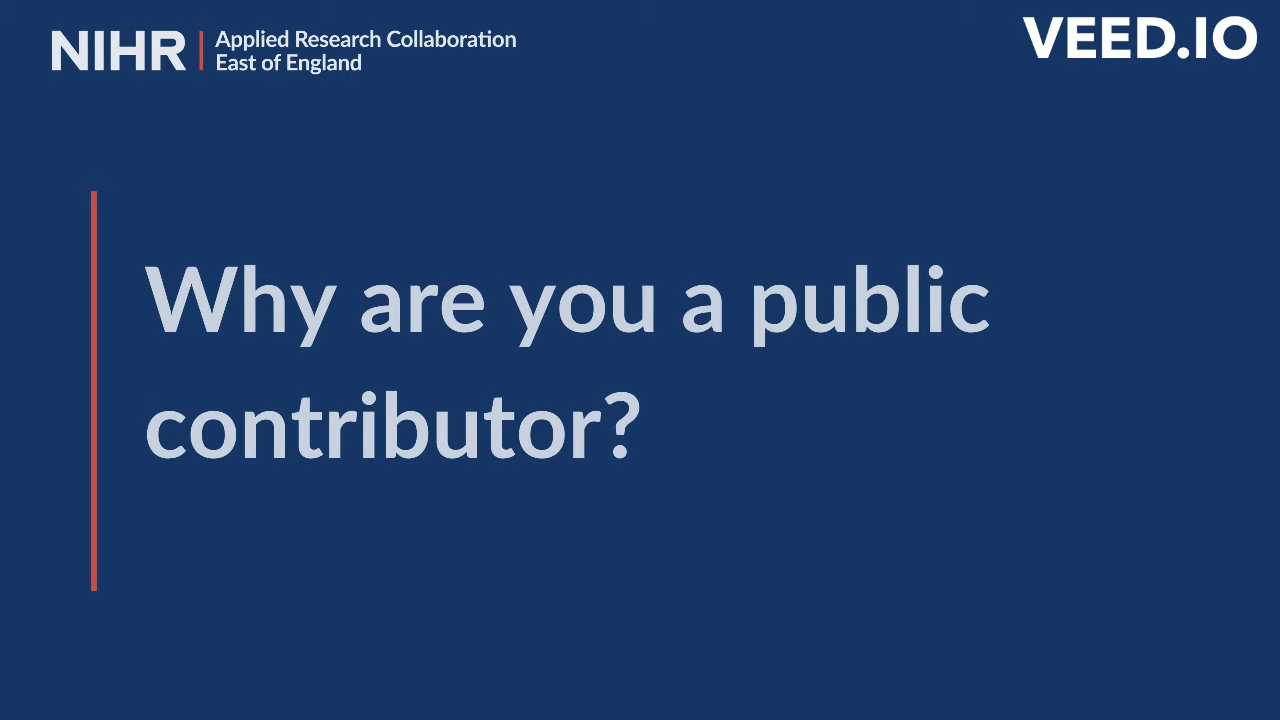 NIHR
Applied Research Collaboration
East of England
VEED.IO
Why are you a public
contributor?